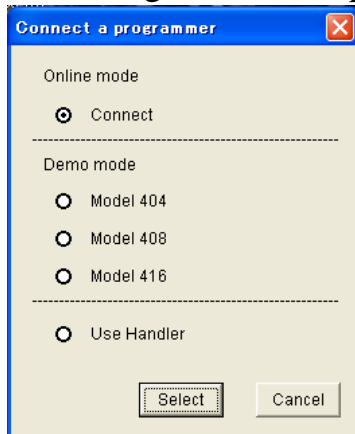 Connect a programmer
Online mode
Connect
Demo mode
Model 404
Model 408
Model 416
Use Handler
Select
Cancel